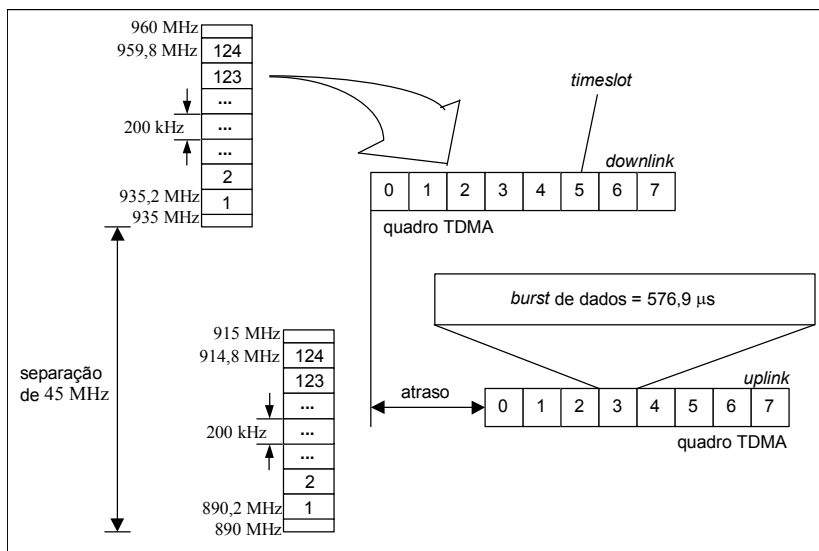 960 MHz
959,8 MHz
124
123
...
200 kHz
...
...
2
935,2 MHz
1
935 MHz
timeslot
downlink
0 1 2 3 4 5 6 7
quadro TDMA
burst de dados = 576,9 µs
separação
de 45 MHz
915 MHz
914,8 MHz
124
123
...
200 kHz
...
...
2
890,2 MHz
1
890 MHz
atraso
uplink
0 1 2 3 4 5 6 7
quadro TDMA